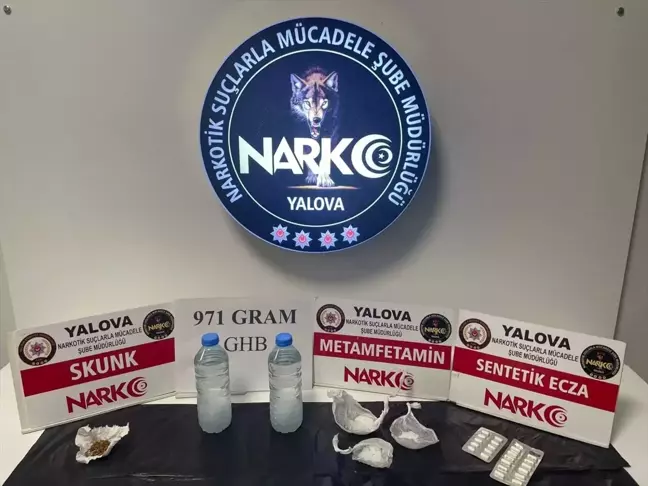 NARKOTİK SUÇLARLA MÜCADELE ŞUBE MÜDÜRLÜĞÜ
NARKO
YALOVA
YALOVA
NARKOTİK SUÇLARLA MÜCADELE
ŞUBE MÜDÜRLÜĞÜ
SKUNK
NARKO
971 GRAM
GHB
YALOVA
NARKOTİK SUÇLARLA MÜCADELE
ŞUBE MÜDÜRLÜĞÜ
METAMFETAMİN
NARKO
YALOVA
NARKOTİK SUÇLARLA MÜCADELE
ŞUBE MÜDÜRLÜĞÜ
SENTETİK ECZA
NARKO